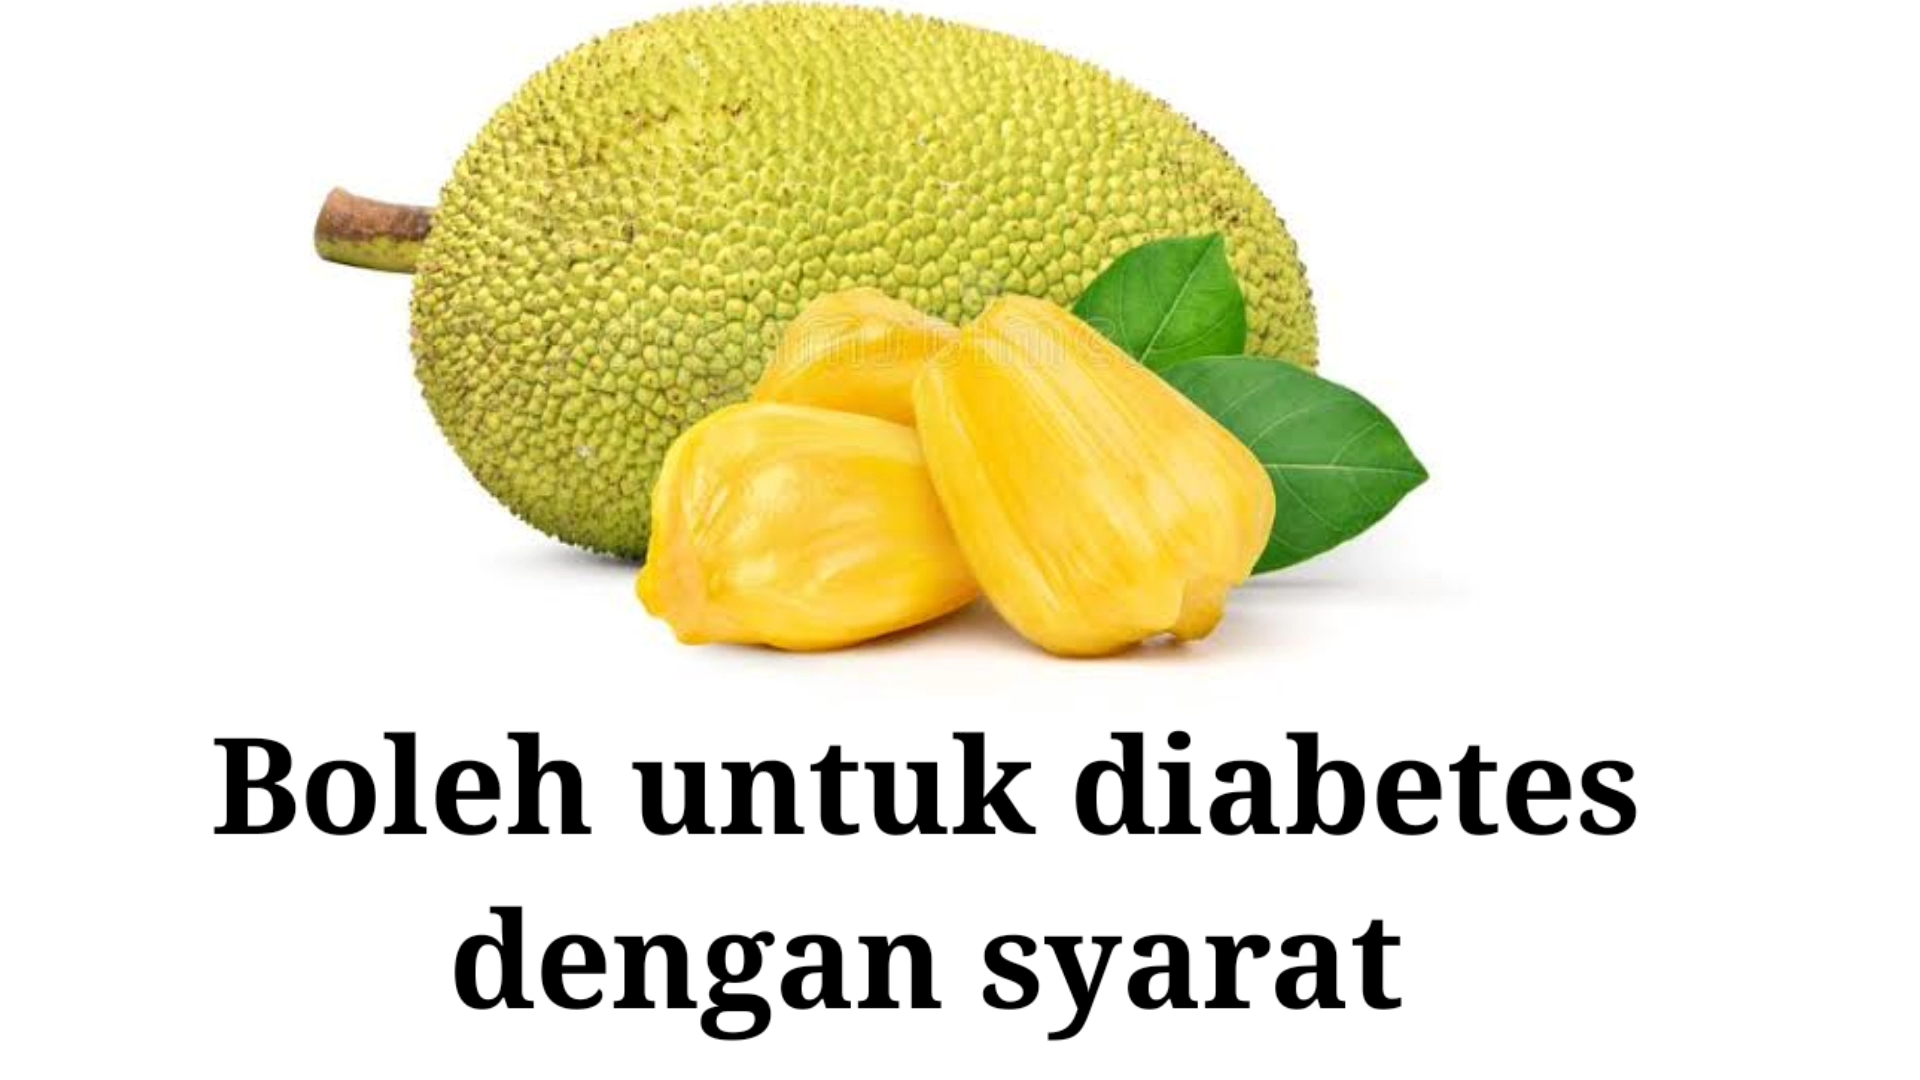 Boleh untuk diabetes
dengan syarat